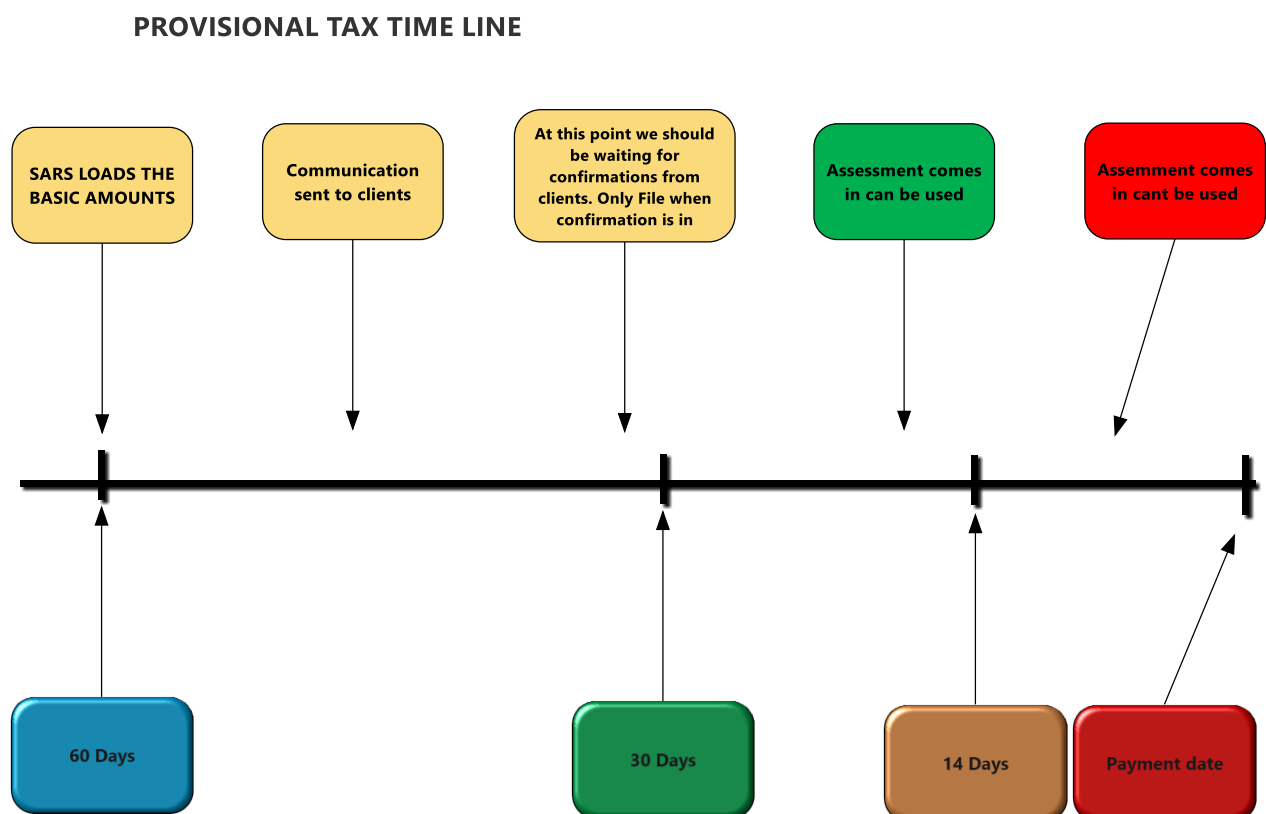 PROVISIONAL TAX TIME LINE
SARS LOADS THE
BASIC AMOUNTS
Communication
sent to clients
At this point we should
be waiting for
confirmations from
clients. Only File when
confirmation is in
Assessment comes
in can be used
Assemment comes
in cant be used
60 Days
30 Days
14 Days
Payment date